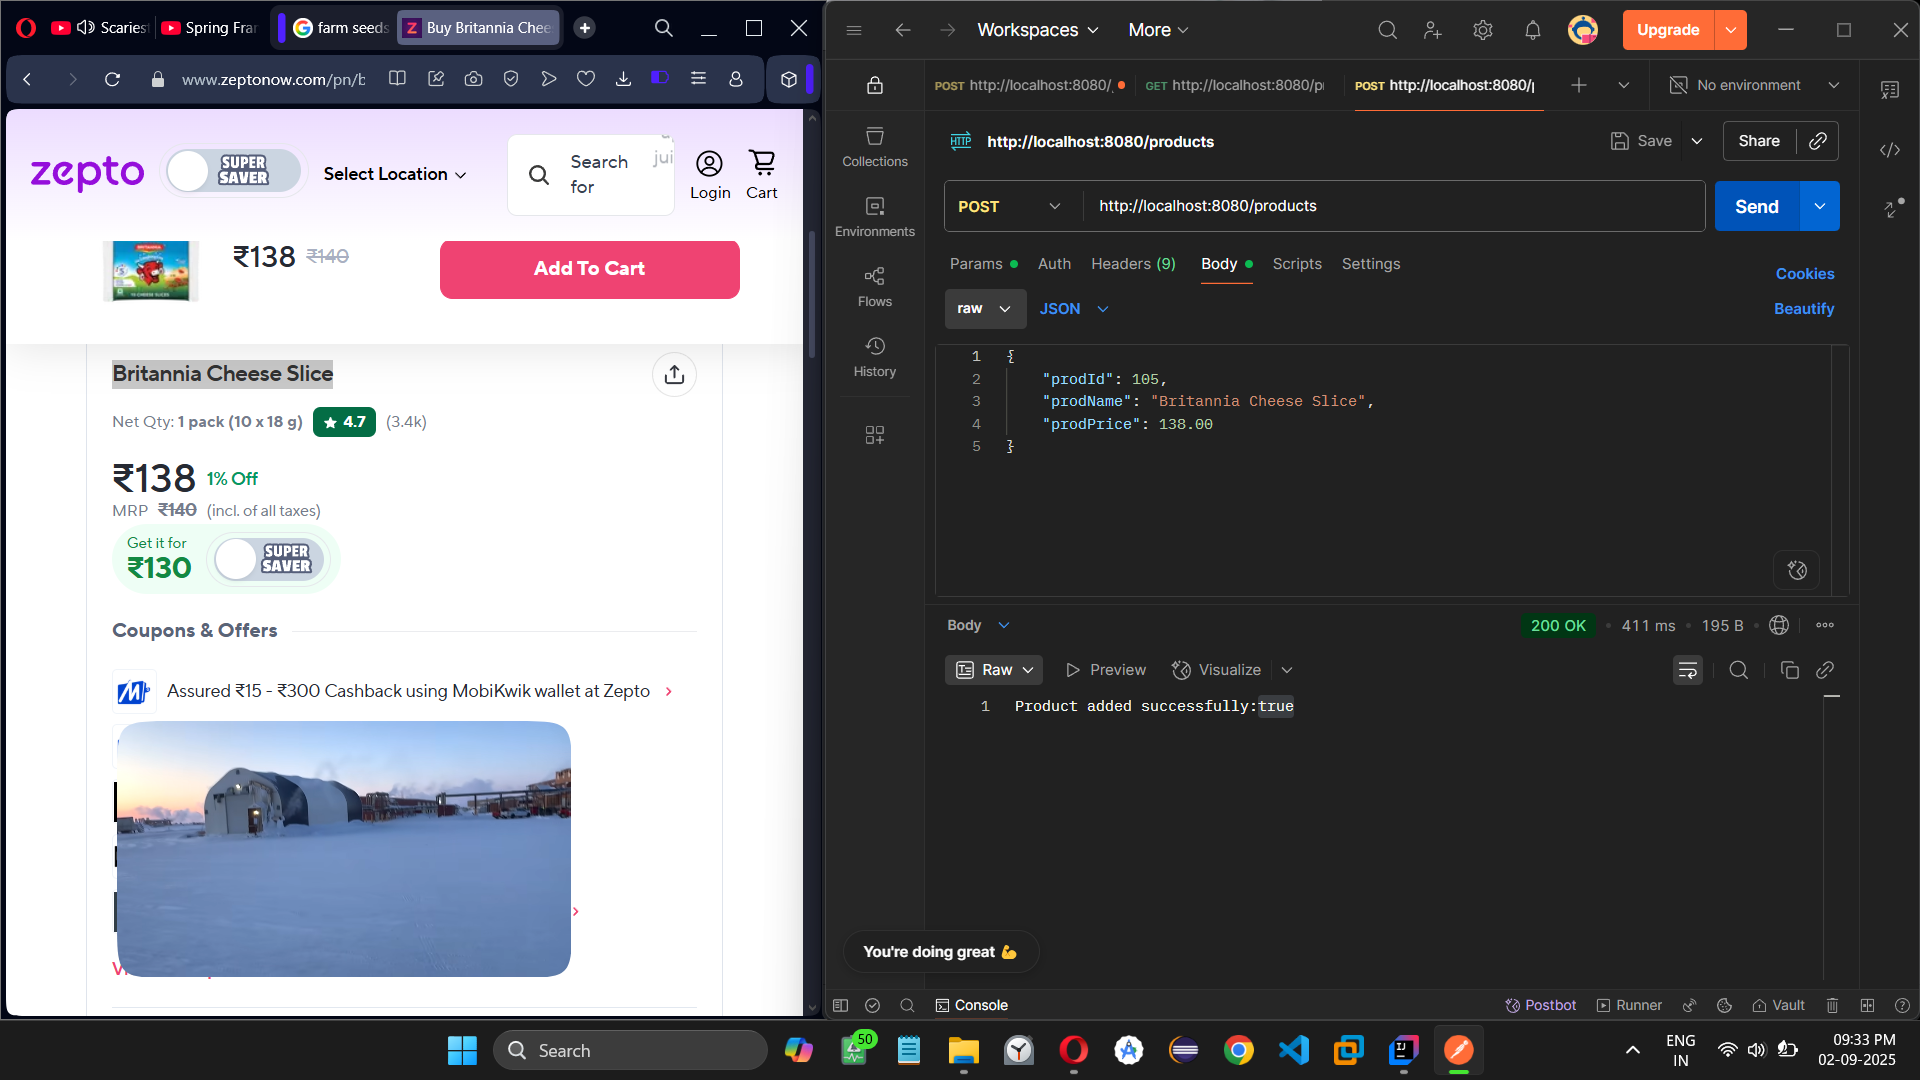 Scaries
Spring Fra
farm seeds
Buy Britannia Chee
www.zeptonow.com/pn/b
zepto
SUPER
SAVER
Select Location
Search
for
jui
Login
Cart
₹138 ₹140
Add To Cart
Britannia Cheese Slice
Net Qty: 1 pack (10 x 18 g)
4.7
(3.4k)
₹138 1% Off
MRP ₹140 (incl. of all taxes)
Get it for
₹130
SUPER
SAVER
Coupons & Offers
Assured ₹15 - ₹300 Cashback using MobiKwik wallet at Zepto
Workspaces
More
Upgrade
POST http://localhost:8080/
GET http://localhost:8080/pr
POST http://localhost:8080/p
No environment
Collections
Environments
Flows
History
HTTP
http://localhost:8080/products
Save
Share
POST
http://localhost:8080/products
Send
Params
Auth
Headers (9)
Body
Scripts
Settings
Cookies
raw
JSON
Beautify
1 {
2 "prodId": 105,
3 "prodName": "Britannia Cheese Slice",
4 "prodPrice": 138.00
5 }
Body
200 OK
411 ms
195 B
Raw
Preview
Visualize
1 Product added successfully:true
You're doing great 💪
Console
Postbot
Runner
Vault
Search
50
ENG
IN
09:33 PM
02-09-2025